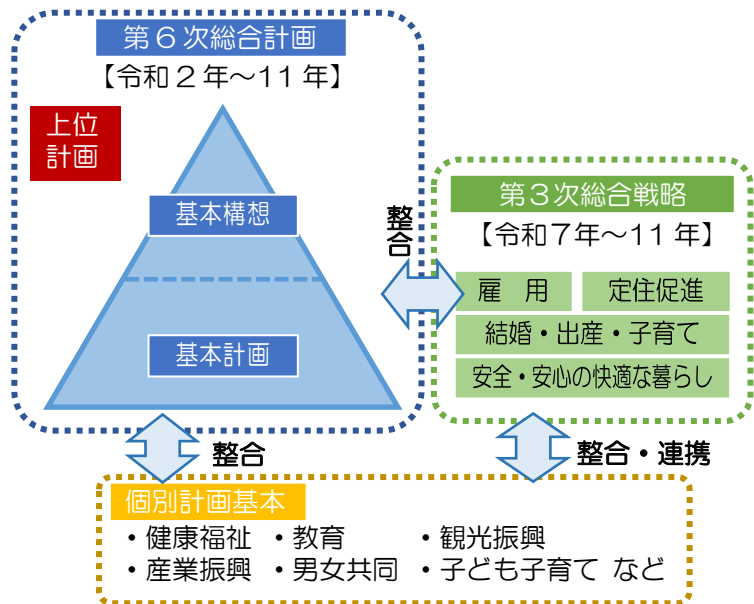 第6次総合計画
【令和2年～11年】
上位
計画
基本構想
基本計画
整合
第3次総合戦略
【令和7年～11年】
雇　用
定住促進
結婚・出産・子育て
安全・安心の快適な暮らし
整合
整合・連携
個別計画基本
・健康福祉 ・教育 ・観光振興
・産業振興 ・男女共同 ・子ども子育て など